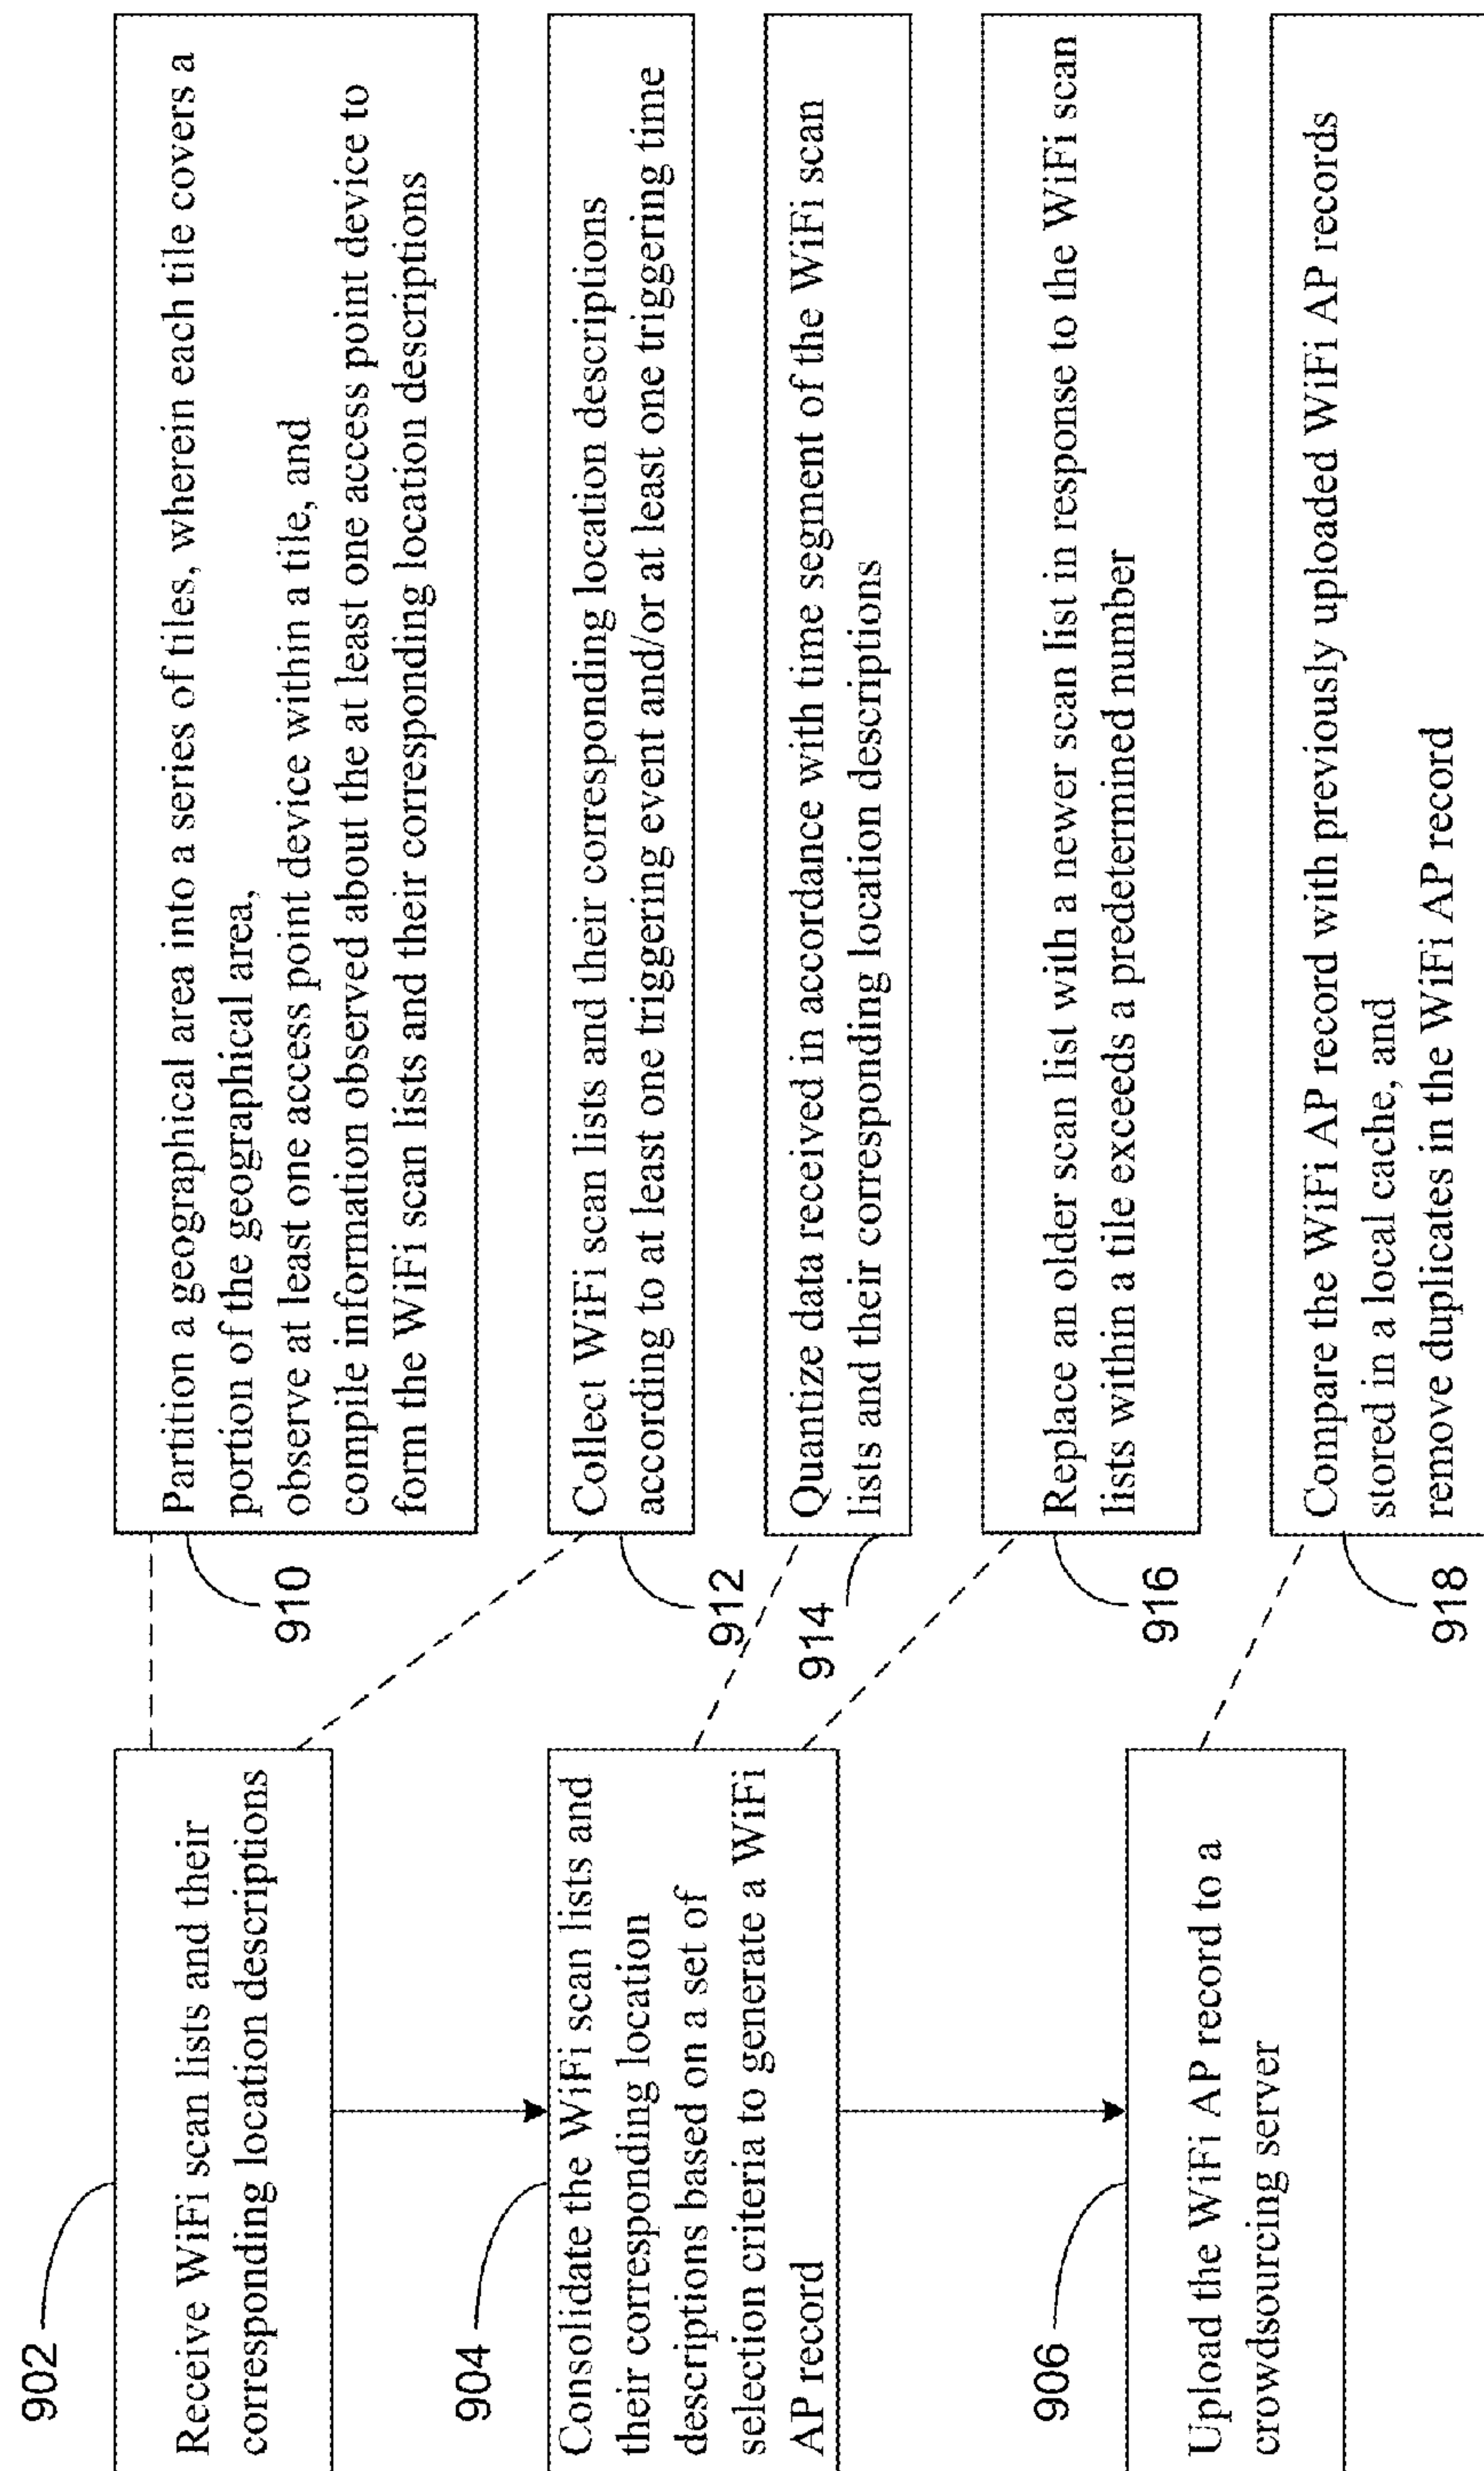 902
Receive WiFi scan lists and their
corresponding location descriptions
904
Consolidate the WiFi scan lists and
their corresponding location
descriptions based on a set of
selection criteria to generate a WiFi
AP record
906
Upload the WiFi AP record to a
crowdsourcing server
910
Partition a geographical area into a series of tiles, wherein each tile covers a
portion of the geographical area,
observe at least one access point device within a tile, and
compile information observed about the at least one access point device to
form the WiFi scan lists and their corresponding location descriptions
912
Collect WiFi scan lists and their corresponding location descriptions
according to at least one triggering event and/or at least one triggering time
914
Quantize data received in accordance with time segment of the WiFi scan
lists and their corresponding location descriptions
916
Replace an older scan list with a newer scan list in response to the WiFi scan
lists within a tile exceeds a predetermined number
918
Compare the WiFi AP record with previously uploaded WiFi AP records
stored in a local cache, and
remove duplicates in the WiFi AP record